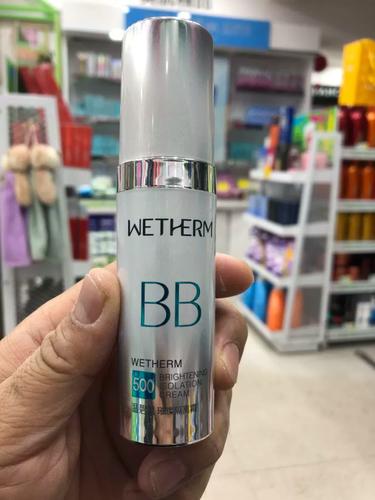 WETHERM
BB
WETHERM
500
BRIGHTENING
ISOLATION
CREAM